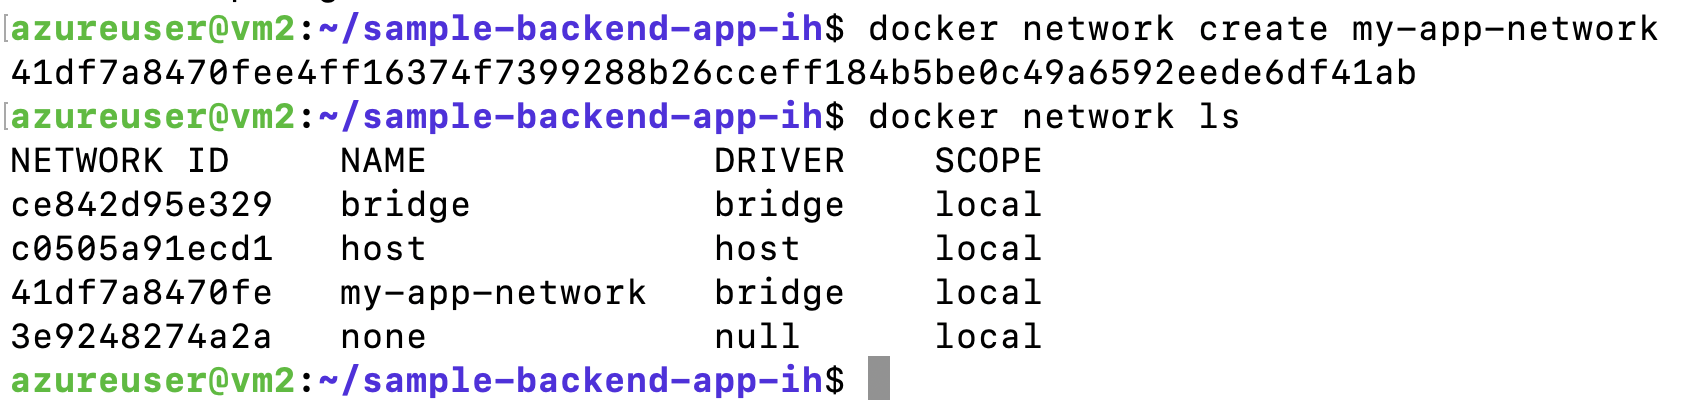 azureuser@vm2:~/sample-backend-app-ih$ docker network create my-app-network
41df7a8470fee4ff16374f7399288b26cceff184b5be0c49a6592eede6df41ab
azureuser@vm2:~/sample-backend-app-ih$ docker network ls
NETWORK ID     NAME             DRIVER    SCOPE
ce842d95e329   bridge           bridge    local
c0505a91ecd1   host             host      local
41df7a8470fe   my-app-network   bridge    local
3e9248274a2a   none             null      local
azureuser@vm2:~/sample-backend-app-ih$